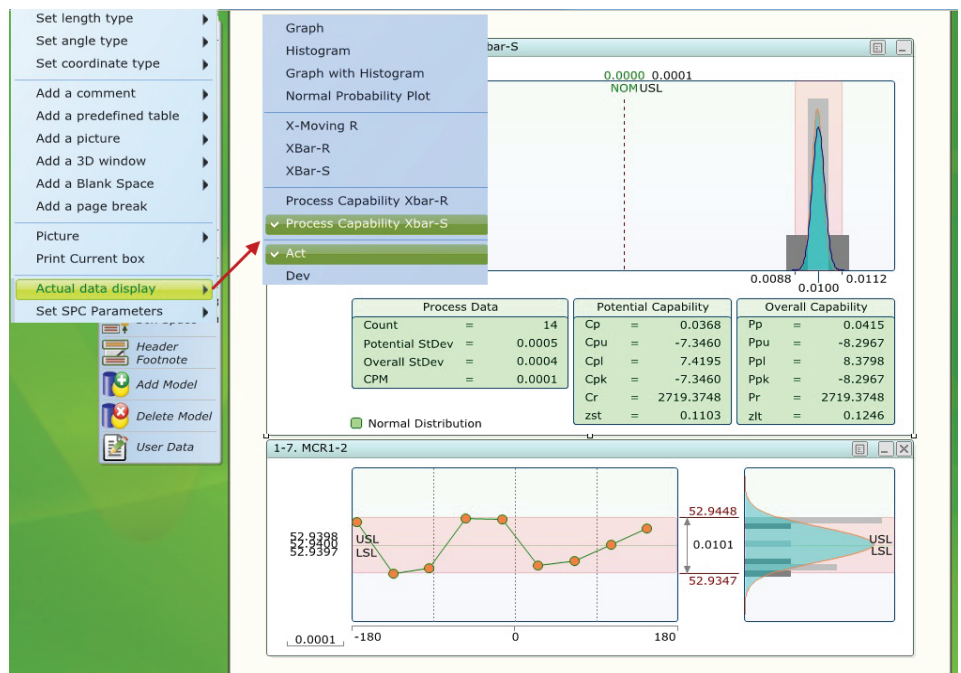 Set length type
Set angle type
Set coordinate type
Add a comment
Add a predefined table
Add a picture
Add a 3D window
Add a Blank Space
Add a page break
Picture
Print Current box
Actual data display
Set SPC Parameters
Header
Footnote
Add Model
Delete Model
User Data
Graph
Histogram
Graph with Histogram
Normal Probability Plot
X-Moving R
XBar-R
XBar-S
Process Capability Xbar-R
Process Capability Xbar-S
Act
Dev
bar-S
0.0000 0.0001
NOM USL
0.0088 0.0112
0.0100
Process Data
Count = 14
Potential StDev = 0.0005
Overall StDev = 0.0004
CPM = 0.0001
Potential Capability
Cp = 0.0368
Cpu = -7.3460
Cpl = 7.4195
Cpk = -7.3460
Cr = 2719.3748
zst = 0.1103
Overall Capability
Pp = 0.0415
Ppu = -8.2967
Ppl = 8.3798
Ppk = -8.2967
Pr = 2719.3748
zlt = 0.1246
Normal Distribution
1-7. MCR1-2
52.9398 USL
52.9400
52.9397 LSL
52.9448
0.0101
52.9347
USL
LSL
0.0001
-180 0 180